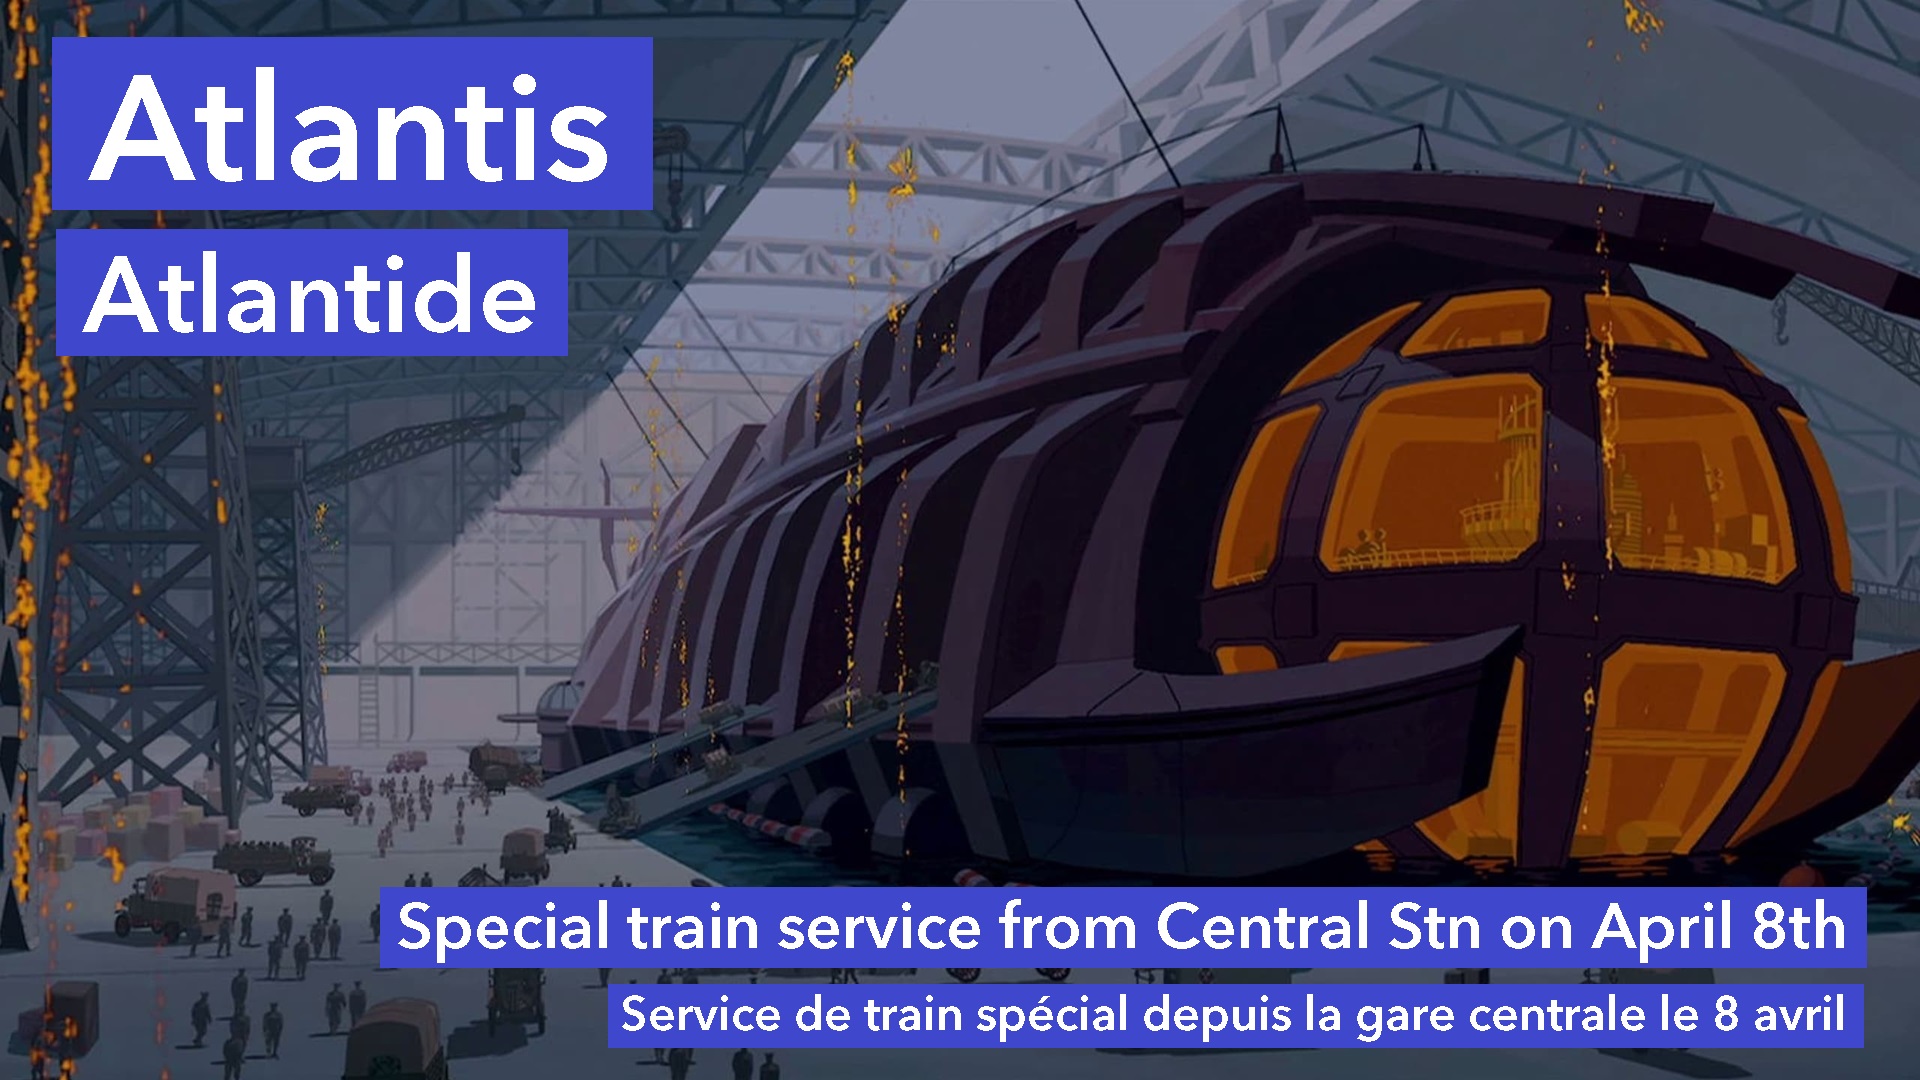 Atlantis
Atlantide
Special train service from Central Stn on April 8th
Service de train spécial depuis la gare centrale le 8 avril